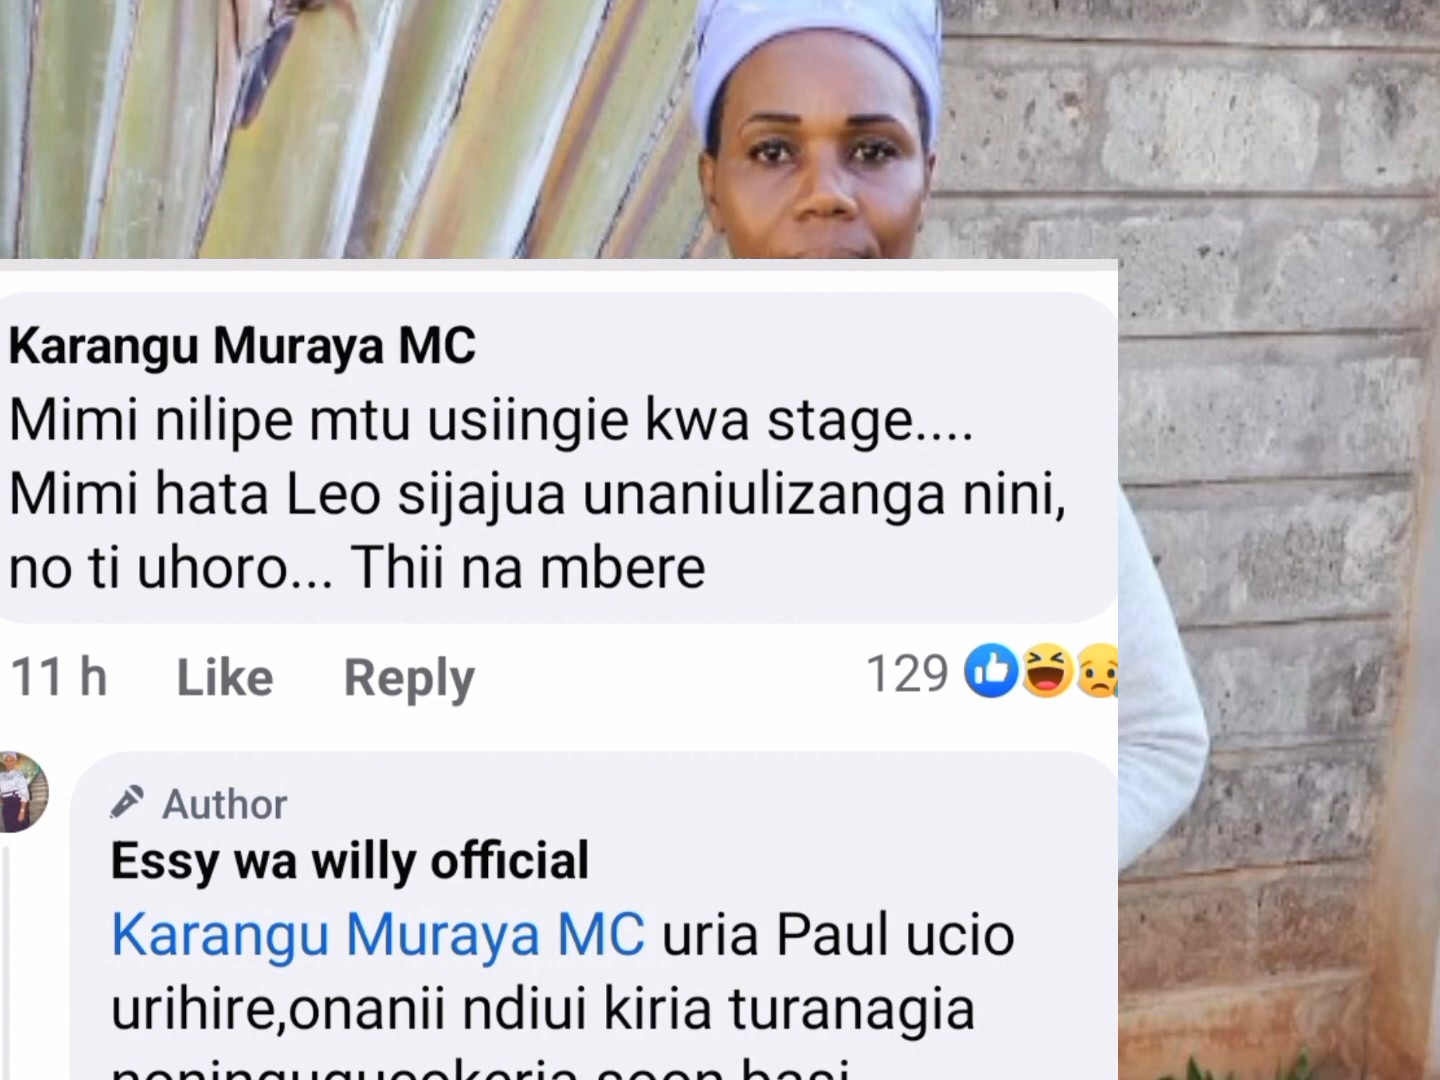 Karangu Muraya MC
Mimi nilipe mtu usiingie kwa stage....
Mimi hata Leo sijajua unaniulizanga nini,
no ti uhoro... Thii na mbere
11 h Like Reply 129
Author
Essy wa willy official
Karangu Muraya MC uria Paul ucio
urihire,onanii ndiui kiria turanagia
soon basi